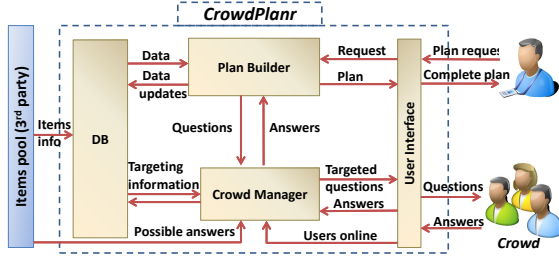 CrowdPlanr
Items pool (3rd party)
Items
info
DB
Data
Data
updates
Plan Builder
Request
Plan
Plan reques
Complete plan
User Interface
Questions
Answers
Targeting
information
Crowd Manager
Targeted
questions
Answers
Questions
Answers
Possible answers
Users online
Crowd